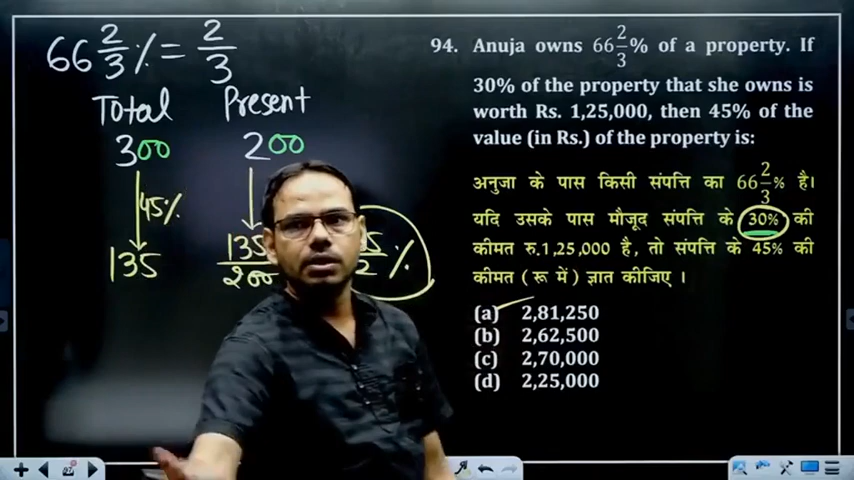 66 2/3 % = 2/3
Total Present
300 200
45%
135 135/200 %
94. Anuja owns 66 2/3% of a property. If
30% of the property that she owns is
worth Rs. 1,25,000, then 45% of the
value (in Rs.) of the property is:
अनुजा के पास किसी संपत्ति का 66 2/3% है।
यदि उसके पास मौजूद संपत्ति के 30% की
कीमत रु.1,25,000 है, तो संपत्ति के 45% की
कीमत ( रू में ) ज्ञात कीजिए ।
(a) 2,81,250
(b) 2,62,500
(c) 2,70,000
(d) 2,25,000